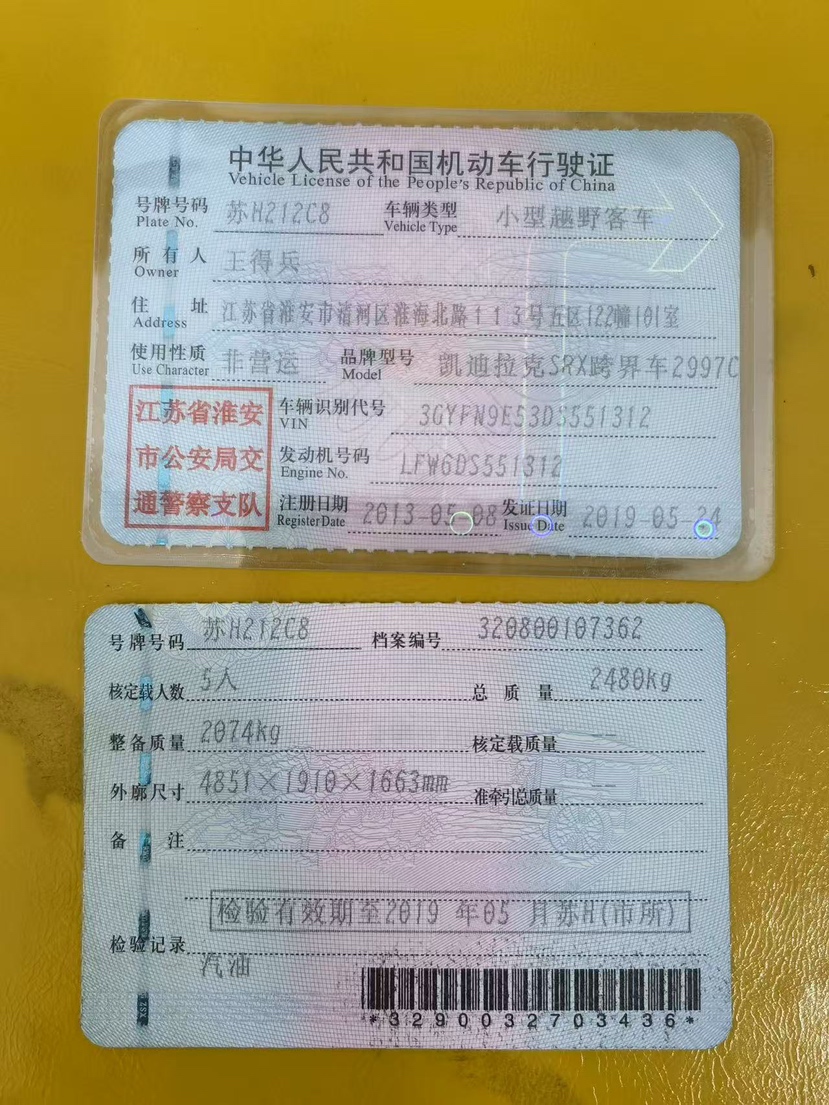 中华人民共和国机动车行驶证
Vehicle License of the People's Republic of China
号牌号码 苏H212C8 车辆类型 小型越野客车
Plate No. Vehicle Type
所有人 王得兵
Owner
住址 江苏省淮安市清河区淮海北路113号五区122幢101室
Address
使用性质 非营运 品牌型号 凯迪拉克SRX跨界车2997C
Use Character Model
江苏省淮安
市公安局交
通警察支队
车辆识别代号 3GYFN9E53DS551312
VIN
发动机号码 LFW6DS551312
Engine No.
注册日期 2013-05-08 发证日期 2019-05-24
Register Date Issue Date
号牌号码 苏H212C8 档案编号 320800107362
核定载人数 5人 总质量 2480kg
整备质量 2074kg 核定载质量 --
外廓尺寸 4851×1910×1663mm 准牵引总质量 --
备注
检验有效期至2019年05月苏H(市所)
检验记录
汽油
*3290032703436*